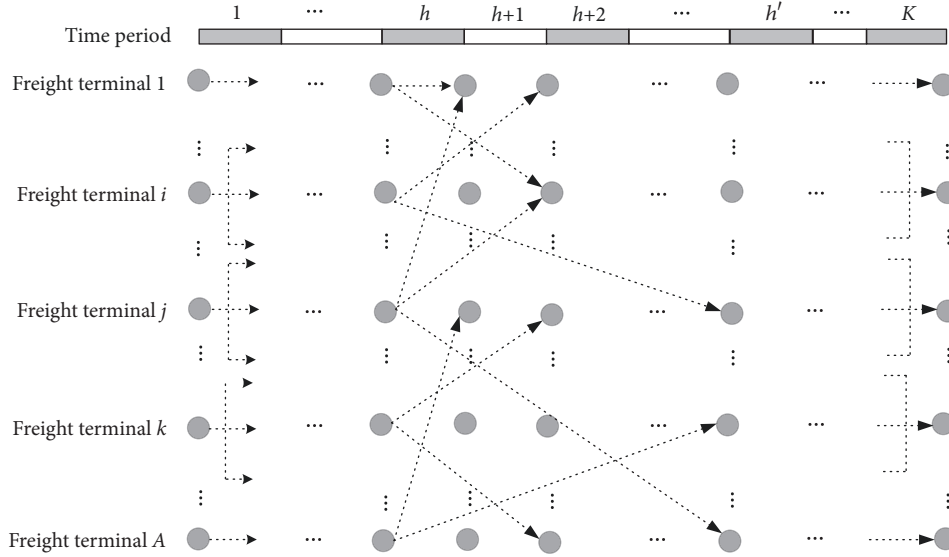 1 ... h h+1 h+2 ... h′ ... K
Time period
Freight terminal 1 ... ... ...
Freight terminal i ... ... ...
Freight terminal j ... ... ...
Freight terminal k ... ... ...
Freight terminal A ... ... ...